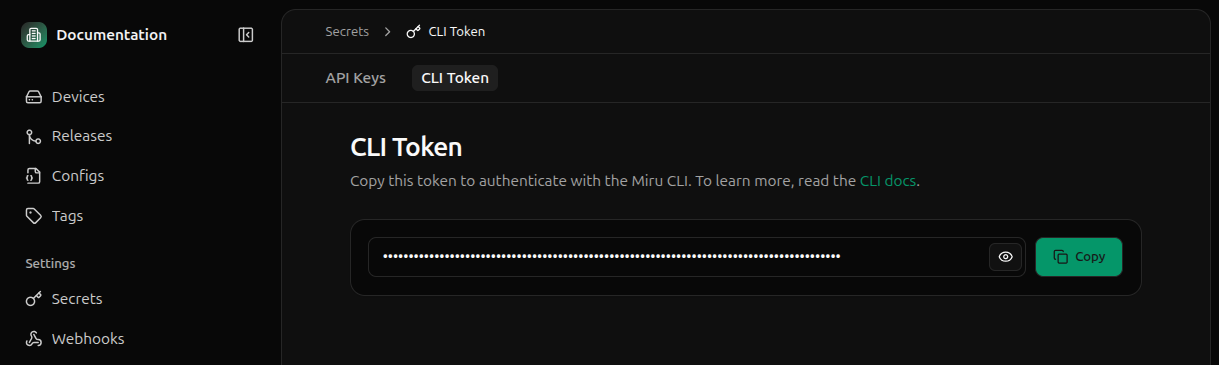 Documentation
Devices
Releases
Configs
Tags
Settings
Secrets
Webhooks
Secrets > CLI Token
API Keys CLI Token
CLI Token
Copy this token to authenticate with the Miru CLI. To learn more, read the CLI docs.
Copy